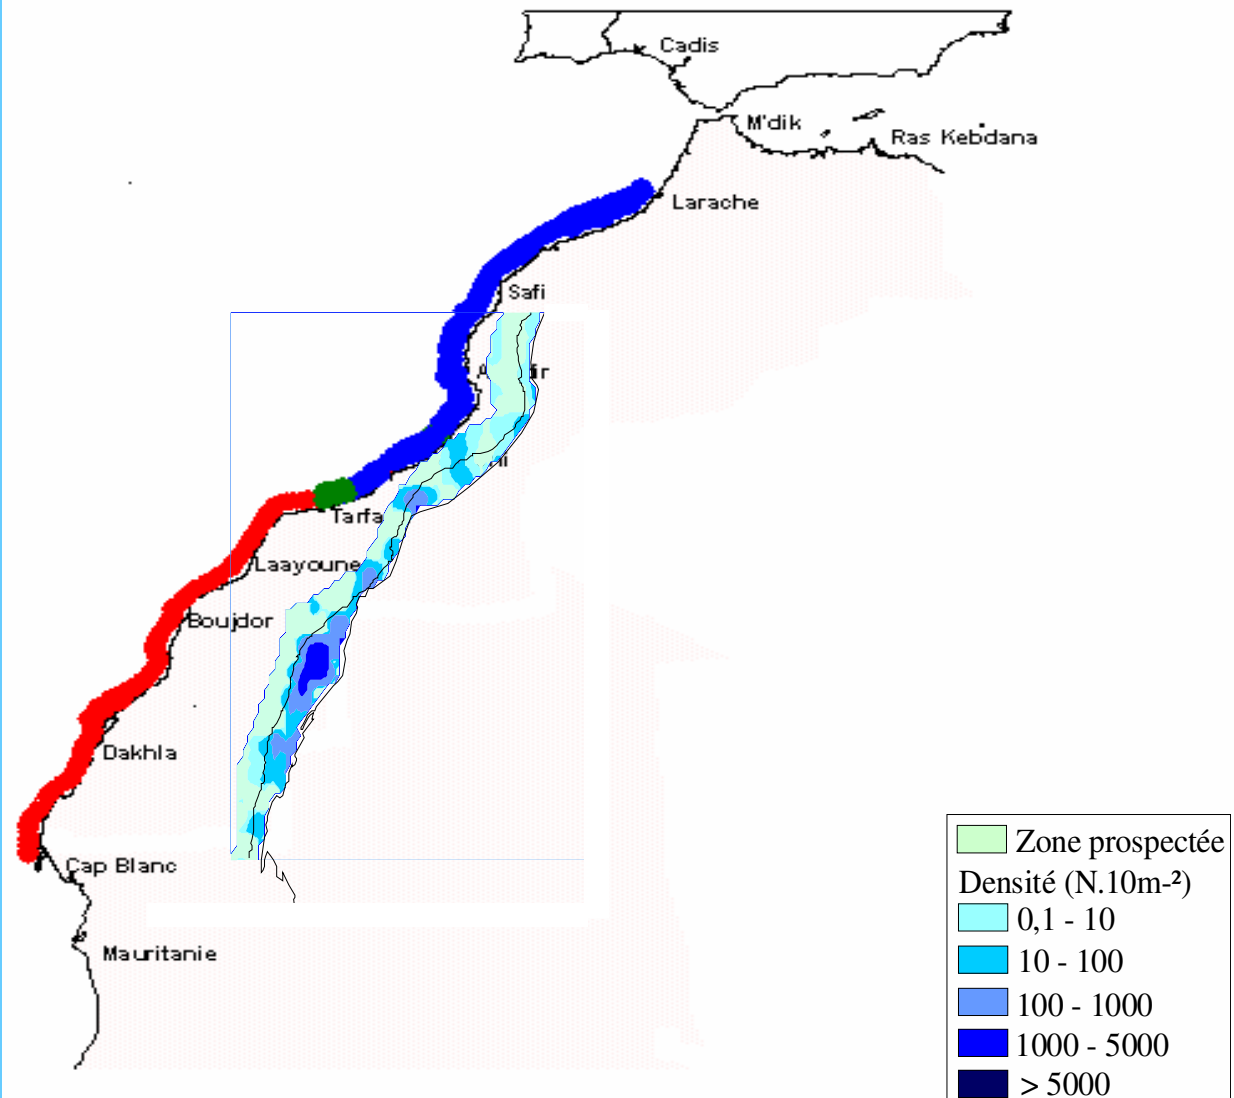 Cadis
M'dik
Ras Kebdana
Larache
Safi
Tarfa
Laayoune
Boujdor
Dakhla
Cap Blanc
Mauritanie
Zone prospectée
Densité (N.10m-²)
0,1 - 10
10 - 100
100 - 1000
1000 - 5000
> 5000